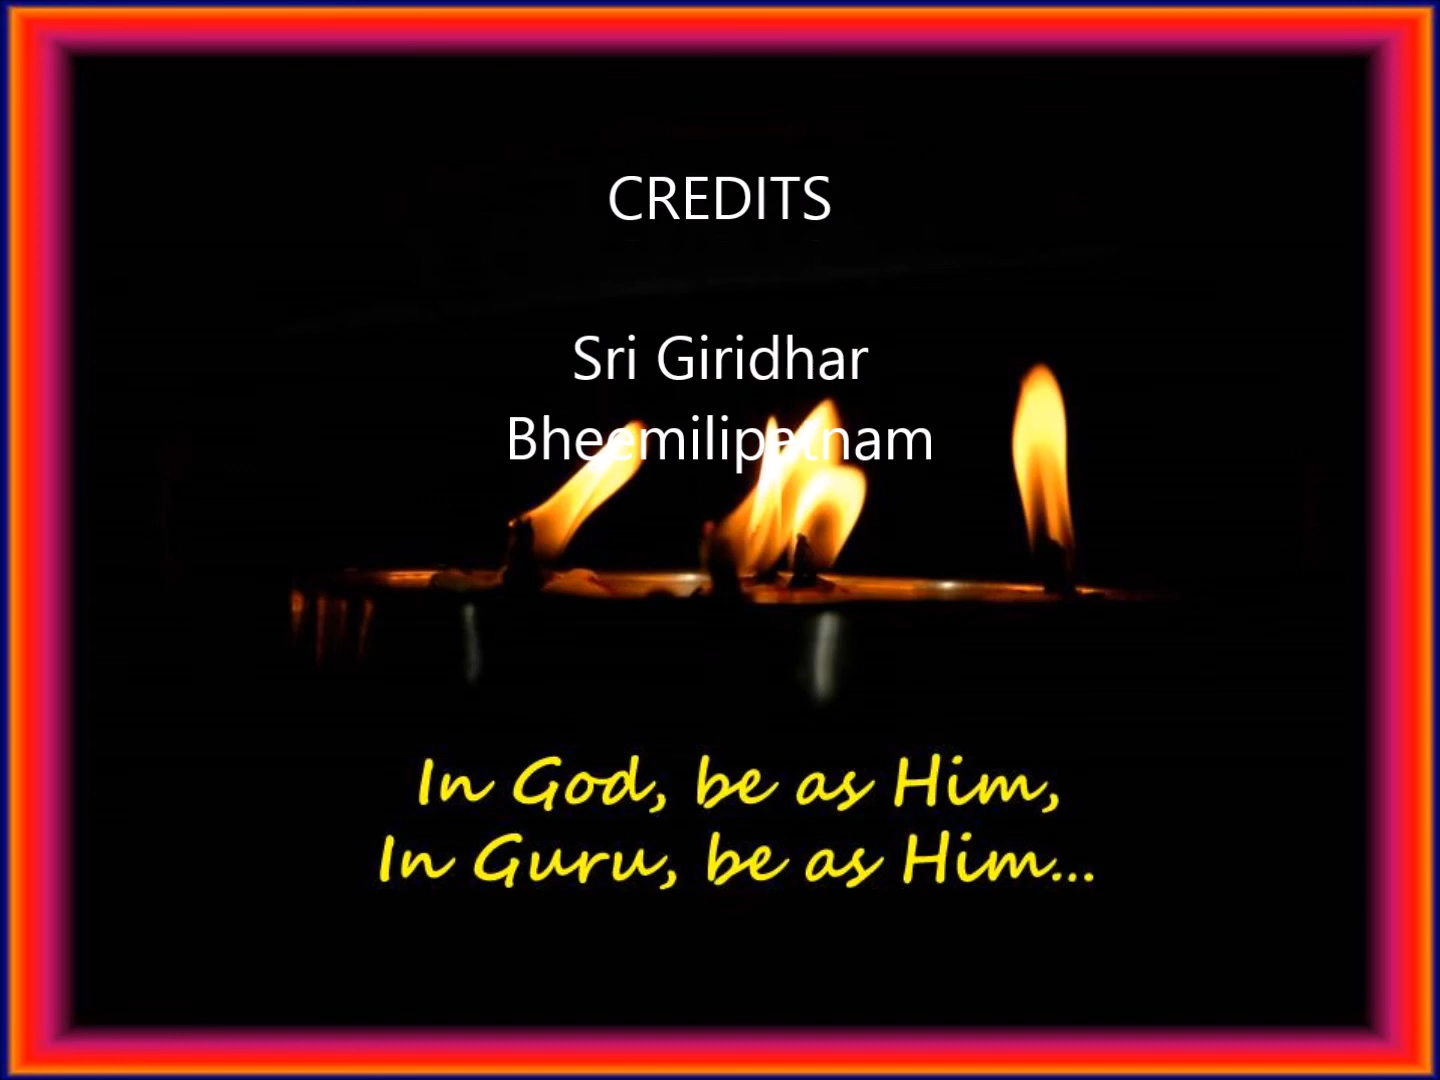 CREDITS
Sri Giridhar
Bheemilipatnam
In God, be as Him,
In Guru, be as Him...